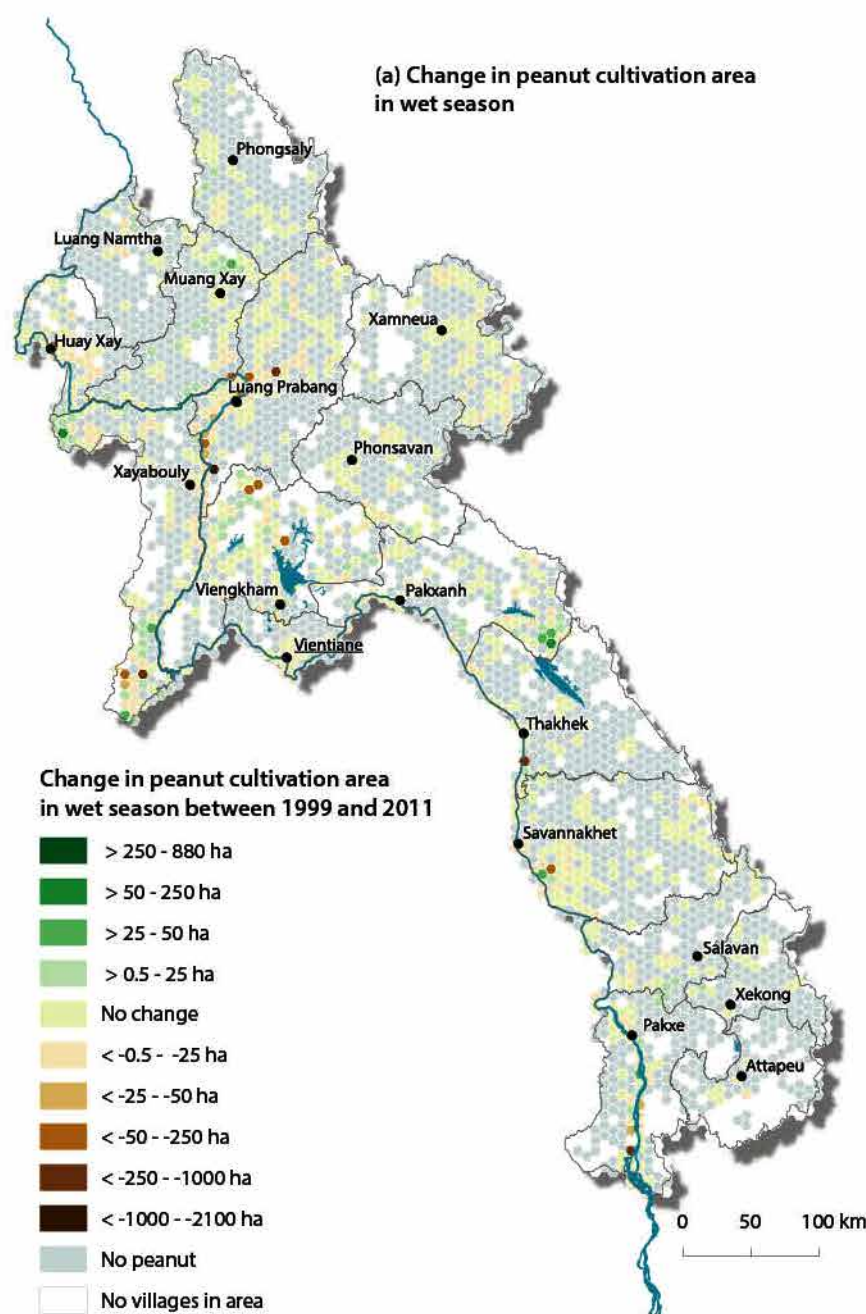 (a) Change in peanut cultivation area
in wet season
Phongsaly
Luang Namtha
Muang Xay
Xamneua
Huay Xay
Luang Prabang
Phonsavan
Xayabouly
Viengkham
Pakxanh
Vientiane
Thakhek
Change in peanut cultivation area
in wet season between 1999 and 2011
> 250 - 880 ha
Savannakhet
> 50 - 250 ha
> 25 - 50 ha
> 0.5 - 25 ha
Salavan
No change
Xekong
Pakxe
< -0.5 - -25 ha
Attapeu
< -25 - -50 ha
< -50 - -250 ha
< -250 - -1000 ha
< -1000 - -2100 ha
0 50 100 km
No peanut
No villages in area